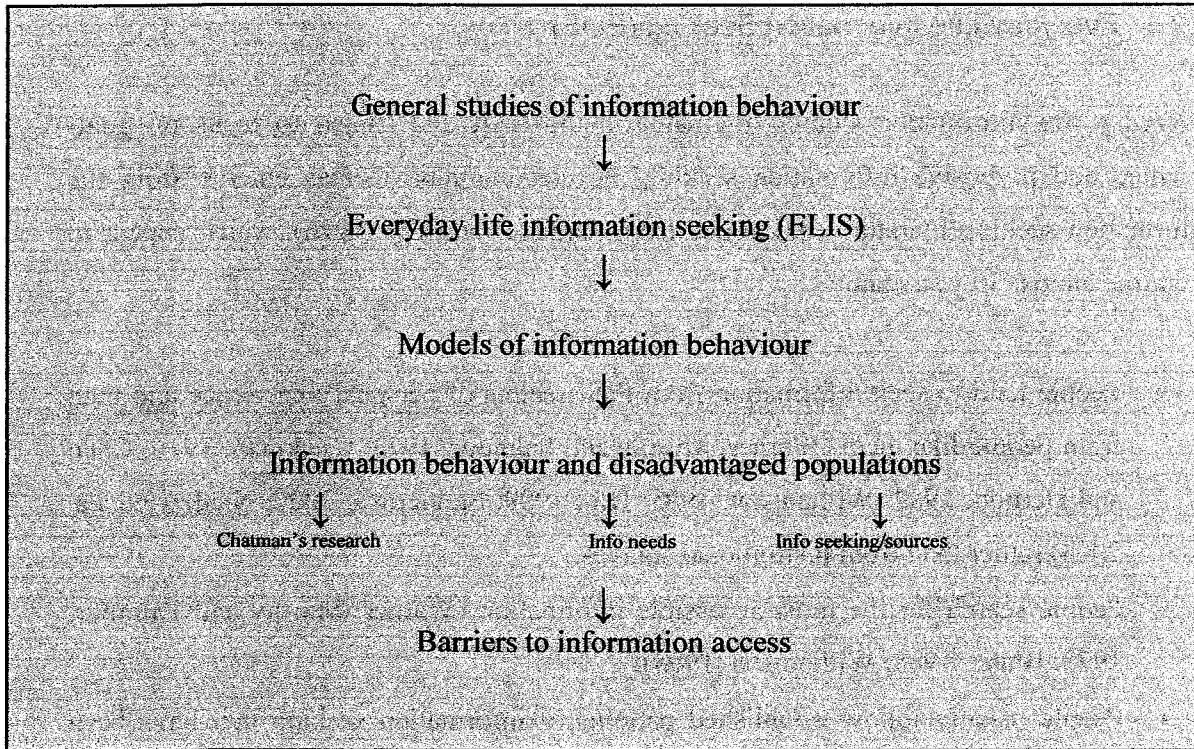 General studies of information behaviour
↓
Everyday life information seeking (ELIS)
↓
Models of information behaviour
↓
Information behaviour and disadvantaged populations
↓ ↓ ↓
Chatman's research Info needs Info seeking/sources
↓
Barriers to information access